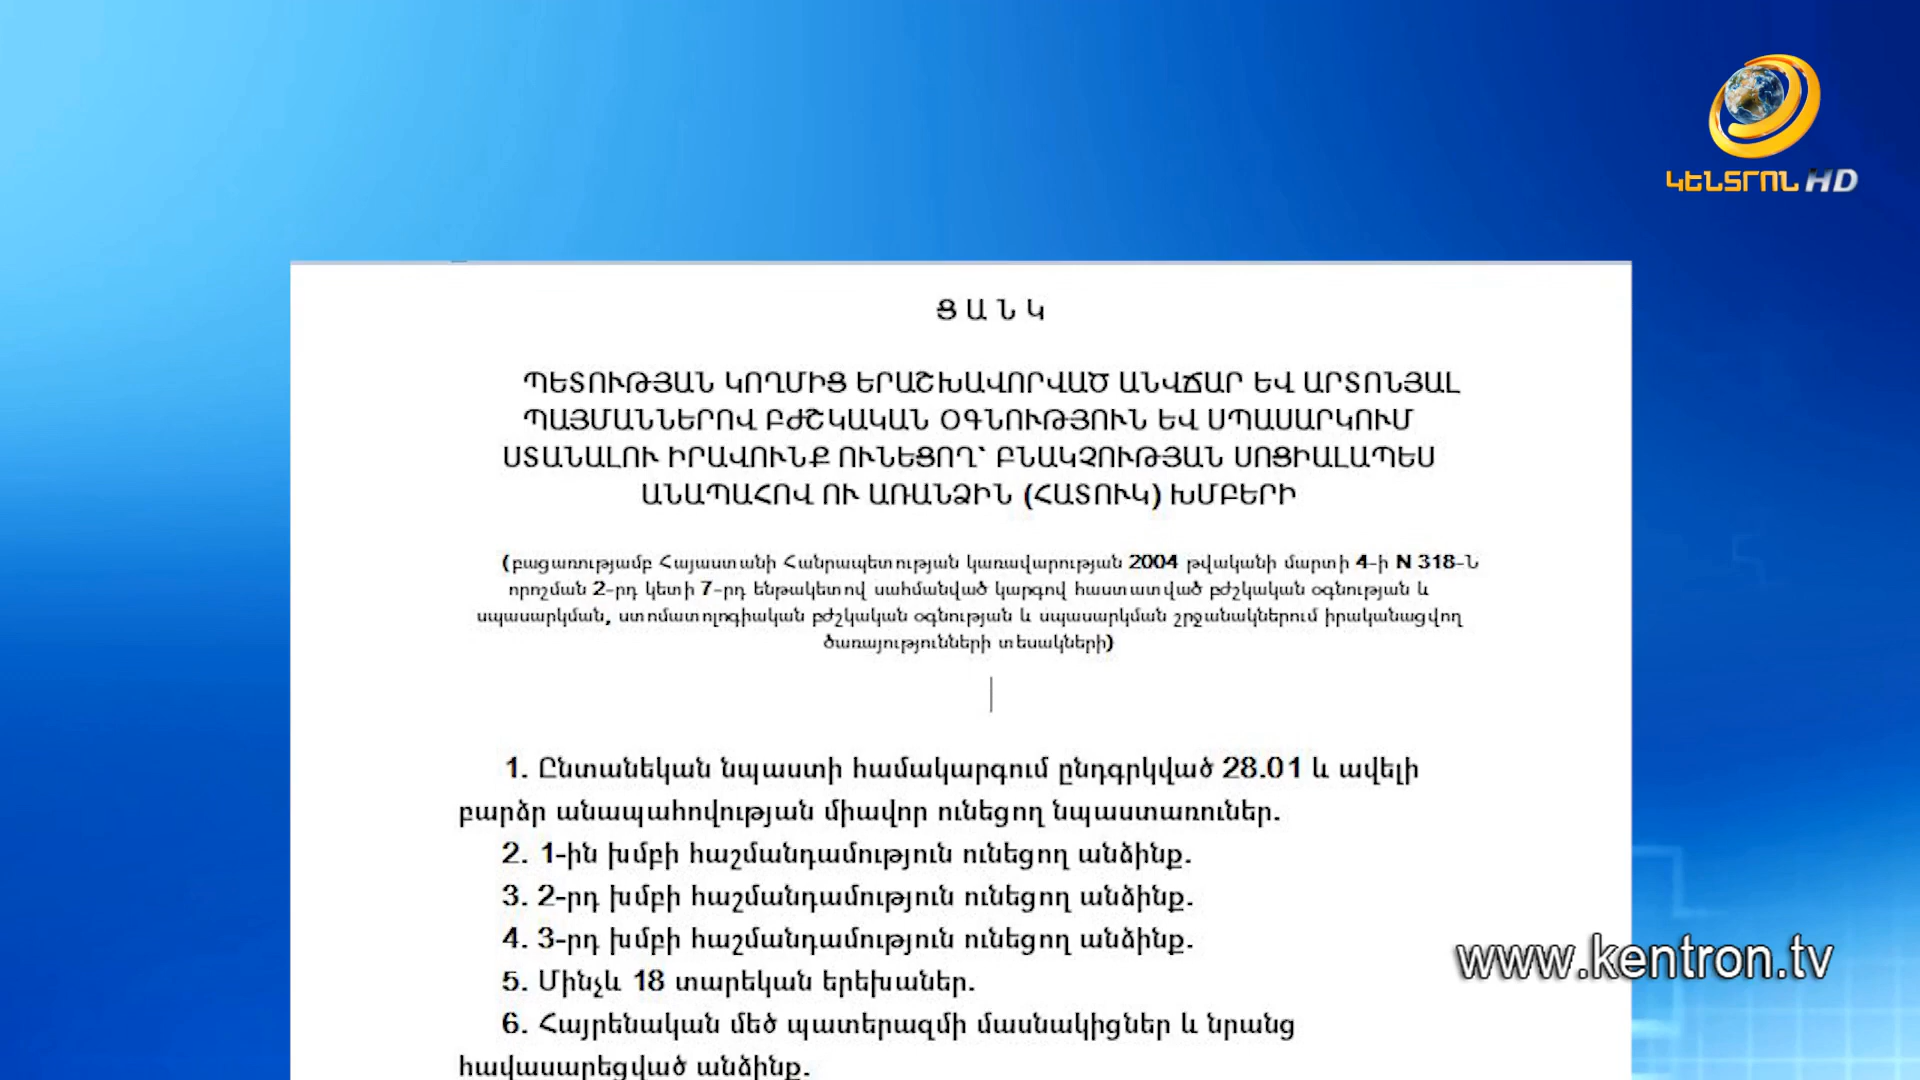 ԿԵՆՏՐՈՆ HD
Ց Ա Ն Կ
ՊԵՏՈՒԹՅԱՆ ԿՈՂՄԻՑ ԵՐԱՇԽԱՎՈՐՎԱԾ ԱՆՎՃԱՐ ԵՎ ԱՐՏՈՆՅԱԼ
ՊԱՅՄԱՆՆԵՐՈՎ ԲԺՇԿԱԿԱՆ ՕԳՆՈՒԹՅՈՒՆ ԵՎ ՍՊԱՍԱՐԿՈՒՄ
ՍՏԱՆԱԼՈՒ ԻՐԱՎՈՒՆՔ ՈՒՆԵՑՈՂ՝ ԲՆԱԿՉՈՒԹՅԱՆ ՍՈՑԻԱԼԱՊԵՍ
ԱՆԱՊԱՀՈՎ ՈՒ ԱՌԱՆՁԻՆ (ՀԱՏՈՒԿ) ԽՄԲԵՐԻ
(բացառությամբ Հայաստանի Հանրապետության կառավարության 2004 թվականի մարտի 4-ի N 318-Ն
որոշման 2-րդ կետի 7-րդ ենթակետով սահմանված կարգով հաստատված բժշկական օգնության և
սպասարկման, ստոմատոլոգիական բժշկական օգնության և սպասարկման շրջանակներում իրականացվող
ծառայությունների տեսակների)
1. Ընտանեկան նպաստի համակարգում ընդգրկված 28.01 և ավելի
բարձր անապահովության միավոր ունեցող նպաստառուներ.
2. 1-ին խմբի հաշմանդամություն ունեցող անձինք.
3. 2-րդ խմբի հաշմանդամություն ունեցող անձինք.
4. 3-րդ խմբի հաշմանդամություն ունեցող անձինք.
5. Մինչև 18 տարեկան երեխաներ.
6. Հայրենական մեծ պատերազմի մասնակիցներ և նրանց
հավասարեցված անձինք.
www.kentron.tv